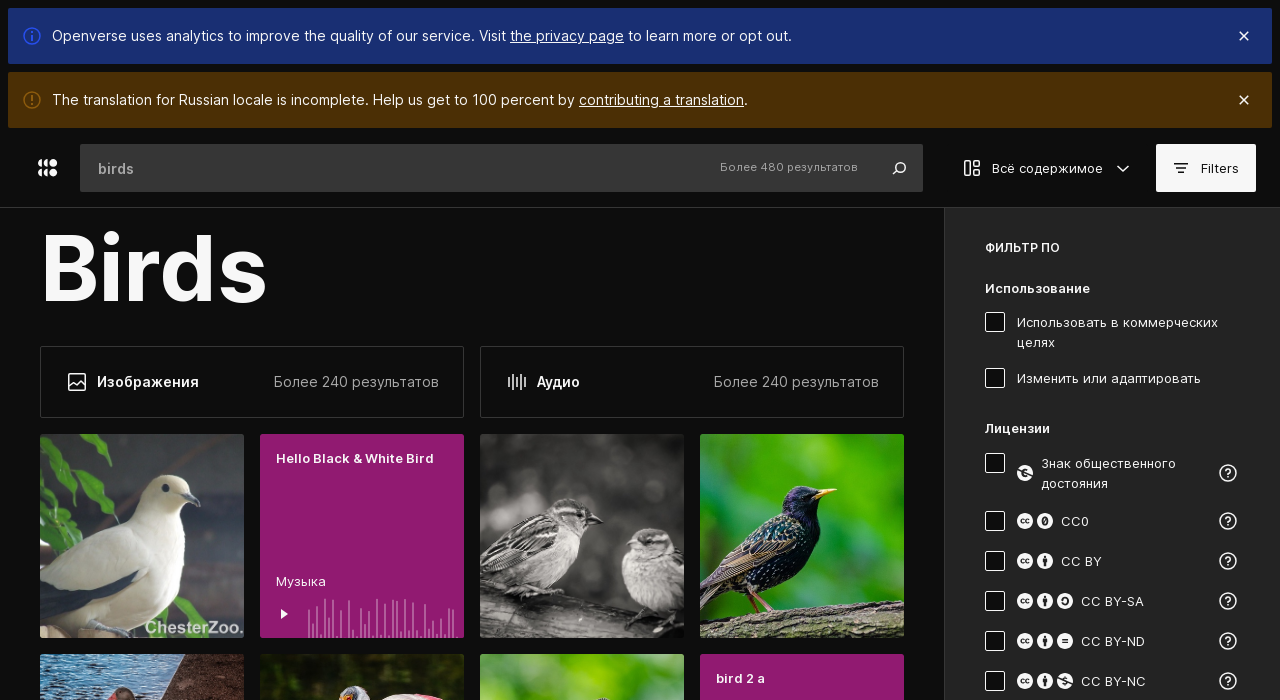 Openverse uses analytics to improve the quality of our service. Visit the privacy page to learn more or opt out.
The translation for Russian locale is incomplete. Help us get to 100 percent by contributing a translation.
birds
Более 480 результатов
Всё содержимое
Filters
Birds
Изображения
Более 240 результатов
Аудио
Более 240 результатов
ChesterZoo.
Hello Black & White Bird
Музыка
bird 2 a
ФИЛЬТР ПО
Использование
Использовать в коммерческих
целях
Изменить или адаптировать
Лицензии
Знак общественного
достояния
CC0
CC BY
CC BY-SA
CC BY-ND
CC BY-NC